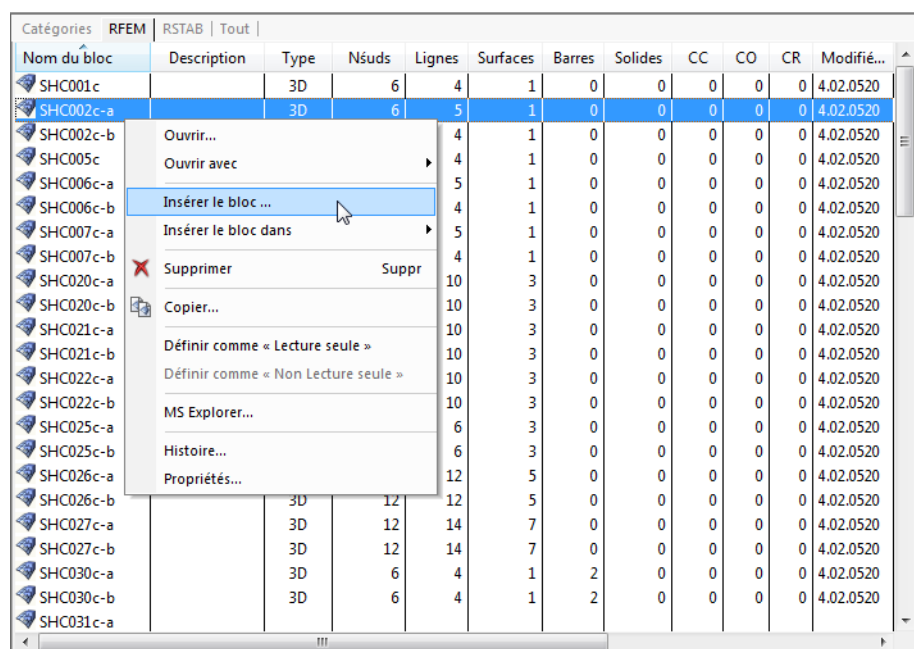 Catégories RFEM RSTAB Tout
Nom du bloc Description Type Nśuds Lignes Surfaces Barres Solides CC CO CR Modifié...
SHC001c 3D 6 4 1 0 0 0 0 0 4.02.0520
SHC002c-a 3D 6 5 1 0 0 0 0 0 4.02.0520
SHC002c-b Ouvrir... 4 1 0 0 0 0 0 4.02.0520
SHC005c Ouvrir avec 4 1 0 0 0 0 0 4.02.0520
SHC006c-a 5 1 0 0 0 0 0 4.02.0520
SHC006c-b Insérer le bloc ... 4 1 0 0 0 0 0 4.02.0520
SHC007c-a Insérer le bloc dans 5 1 0 0 0 0 0 4.02.0520
SHC007c-b Supprimer Suppr 4 1 0 0 0 0 0 4.02.0520
SHC020c-a 10 3 0 0 0 0 0 4.02.0520
SHC020c-b Copier... 10 3 0 0 0 0 0 4.02.0520
SHC021c-a 10 3 0 0 0 0 0 4.02.0520
SHC021c-b Définir comme « Lecture seule » 10 3 0 0 0 0 0 4.02.0520
SHC022c-a Définir comme « Non Lecture seule » 10 3 0 0 0 0 0 4.02.0520
SHC022c-b MS Explorer... 10 3 0 0 0 0 0 4.02.0520
SHC025c-a 6 3 0 0 0 0 0 4.02.0520
SHC025c-b Histoire... 6 3 0 0 0 0 0 4.02.0520
SHC026c-a Propriétés... 12 5 0 0 0 0 0 4.02.0520
SHC026c-b 3D 12 12 5 0 0 0 0 0 4.02.0520
SHC027c-a 3D 12 14 7 0 0 0 0 0 4.02.0520
SHC027c-b 3D 12 14 7 0 0 0 0 0 4.02.0520
SHC030c-a 3D 6 4 1 2 0 0 0 0 4.02.0520
SHC030c-b 3D 6 4 1 2 0 0 0 0 4.02.0520
SHC031c-a